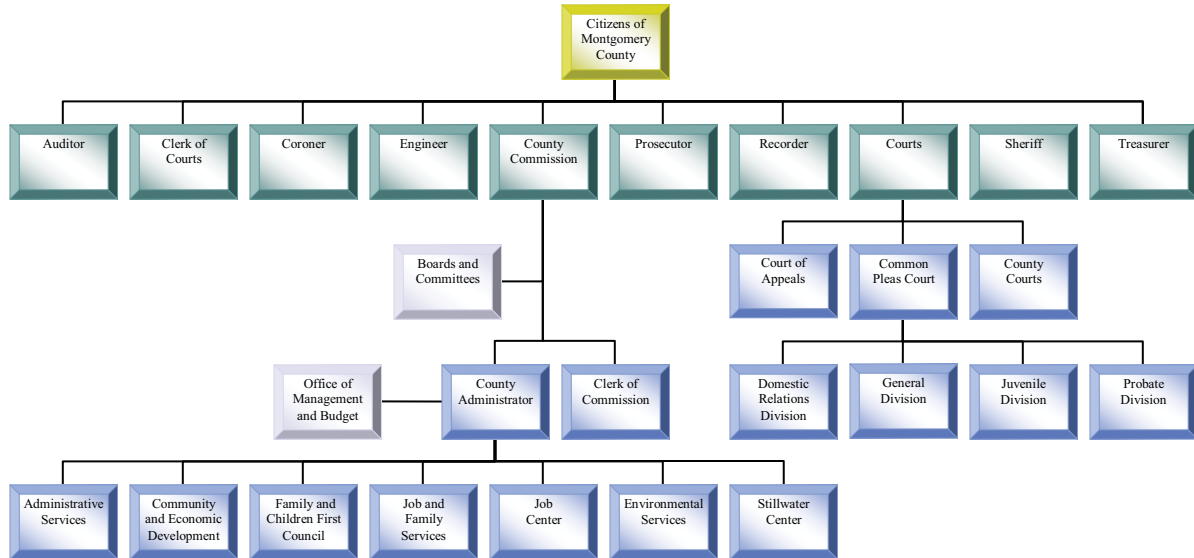 Citizens of
Montgomery
County
Auditor
Clerk of
Courts
Coroner
Engineer
County
Commission
Prosecutor
Recorder
Courts
Sheriff
Treasurer
Boards and
Committees
Court of
Appeals
Common
Pleas Court
County
Courts
Office of
Management
and Budget
County
Administrator
Clerk of
Commission
Domestic
Relations
Division
General
Division
Juvenile
Division
Probate
Division
Administrative
Services
Community
and Economic
Development
Family and
Children First
Council
Job and
Family
Services
Job
Center
Environmental
Services
Stillwater
Center